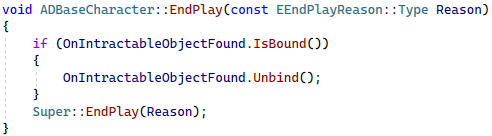 void ADBaseCharacter::EndPlay(const EEndPlayReason::Type Reason)
{
    if (OnIntractableObjectFound.IsBound())
    {
        OnIntractableObjectFound.Unbind();
    }
    Super::EndPlay(Reason);
}